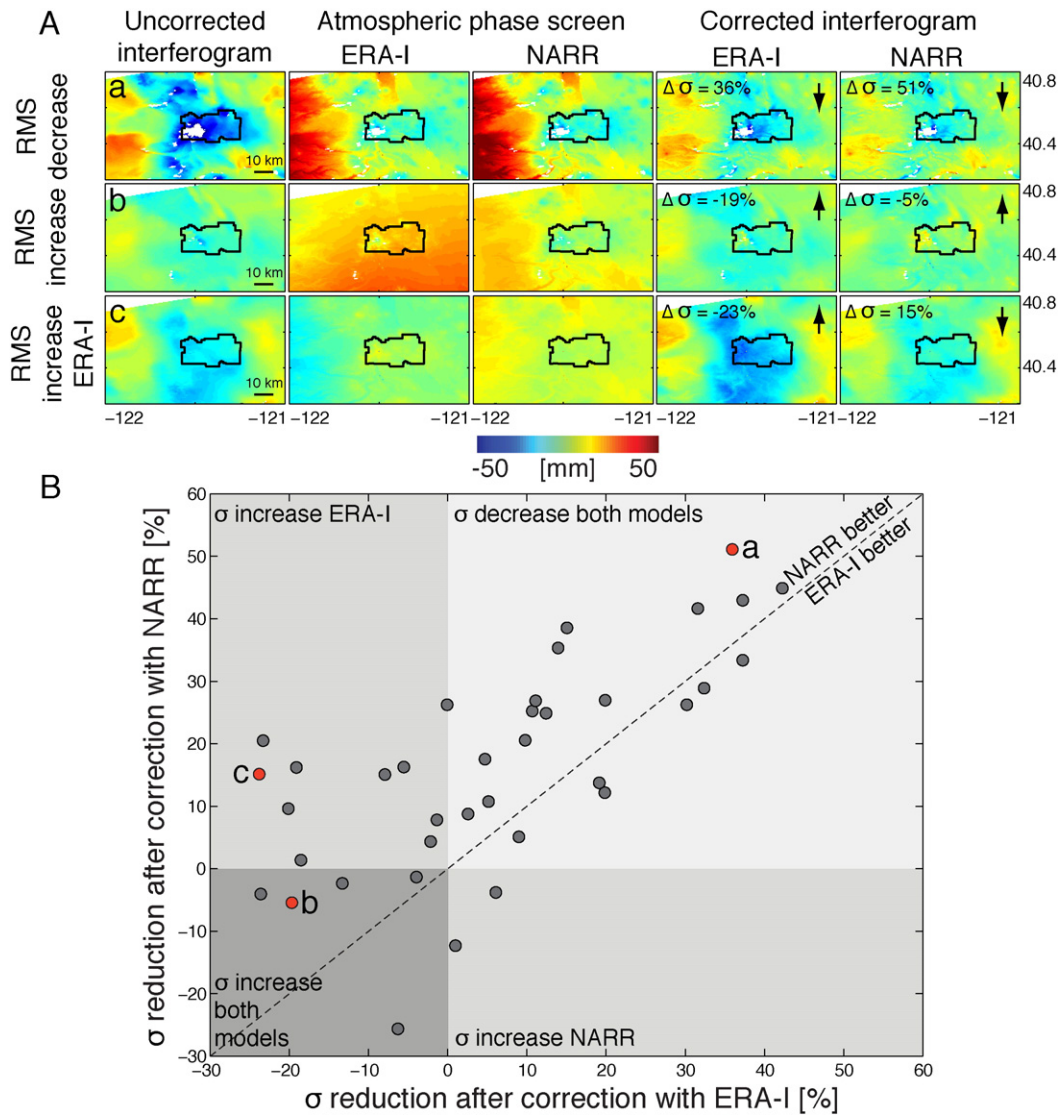 A
Uncorrected
interferogram
Atmospheric phase screen
ERA-I
NARR
Corrected interferogram
ERA-I
NARR
RMS
decrease
a
10 km
Δ σ = 36%
Δ σ = 51%
40.8
40.4
RMS
increase
b
10 km
Δ σ = -19%
Δ σ = -5%
40.8
40.4
RMS
increase
ERA-I
c
10 km
Δ σ = -23%
Δ σ = 15%
40.8
40.4
−122
−121−122
−121−122
−121−122
−121−122
−121
-50 [mm] 50
B
σ reduction after correction with NARR [%]
60
50
40
30
20
10
0
−10
−20
−30
σ increase ERA-I
σ decrease both models
NARR better
ERA-I better
a
c
b
σ increase
both
models
σ increase NARR
−30 −20 −10 0 10 20 30 40 50 60
σ reduction after correction with ERA-I [%]